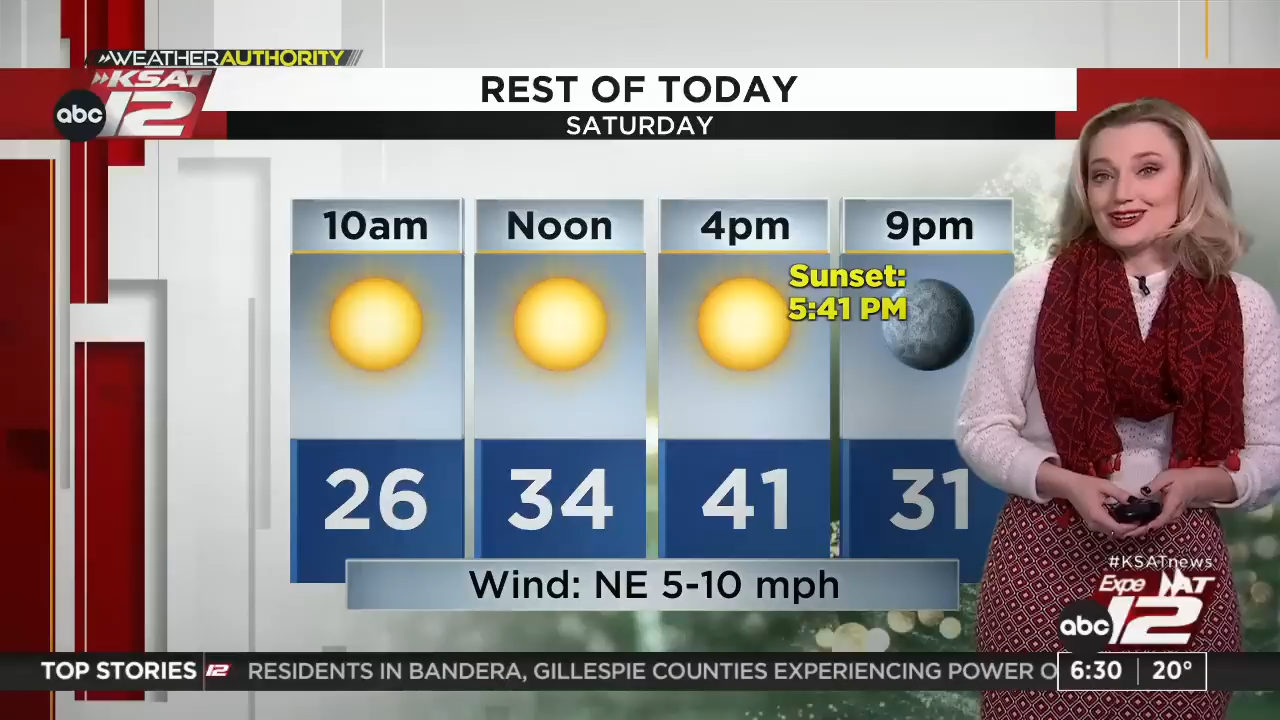 WEATHERAUTHORITY
KSAT
abc 12
REST OF TODAY
SATURDAY
10am Noon 4pm 9pm
Sunset:
5:41 PM
26 34 41 31
Wind: NE 5-10 mph
#KSATnews
abc 12
TOP STORIES 12 RESIDENTS IN BANDERA, GILLESPIE COUNTIES EXPERIENCING POWER
6:30 20°